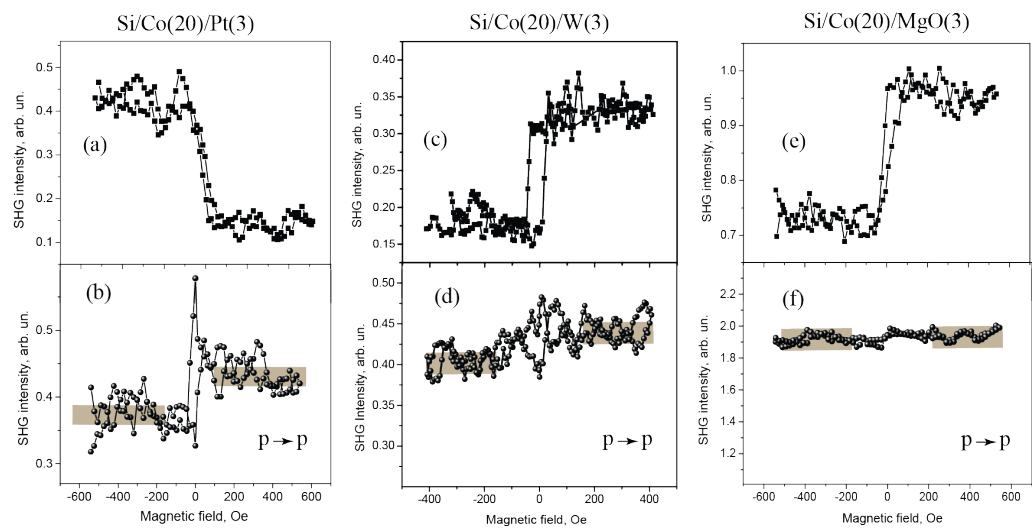 Si/Co(20)/Pt(3)
Si/Co(20)/W(3)
Si/Co(20)/MgO(3)
SHG intensity, arb. un.
0.5
0.4
0.3
0.2
0.1
(a)
SHG intensity, arb. un.
0.35
0.30
0.25
0.20
0.15
(c)
SHG intensity, arb. un.
1.0
0.9
0.8
0.7
(e)
SHG intensity, arb. un.
0.5
0.4
0.3
(b)
p → p
-600 -400 -200 0 200 400 600
Magnetic field, Oe
SHG intensity, arb. un.
0.50
0.45
0.40
0.35
0.30
(d)
p → p
-400 -200 0 200 400
Magnetic field, Oe
SHG intensity, arb. un.
2.2
2.0
1.8
1.6
1.4
1.2
(f)
p → p
-600 -400 -200 0 200 400 600
Magnetic field, Oe